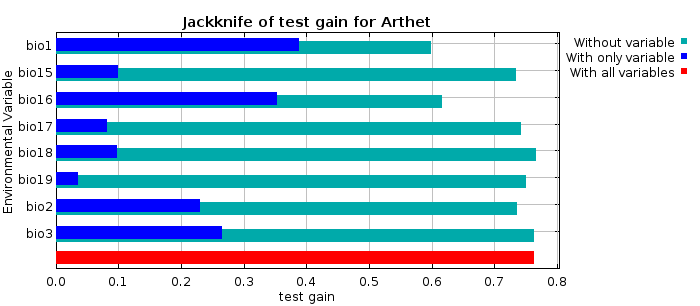 Jackknife of test gain for Arthet
Without variable
With only variable
With all variables
Environmental Variable
bio1
bio15
bio16
bio17
bio18
bio19
bio2
bio3
0.0 0.1 0.2 0.3 0.4 0.5 0.6 0.7 0.8
test gain